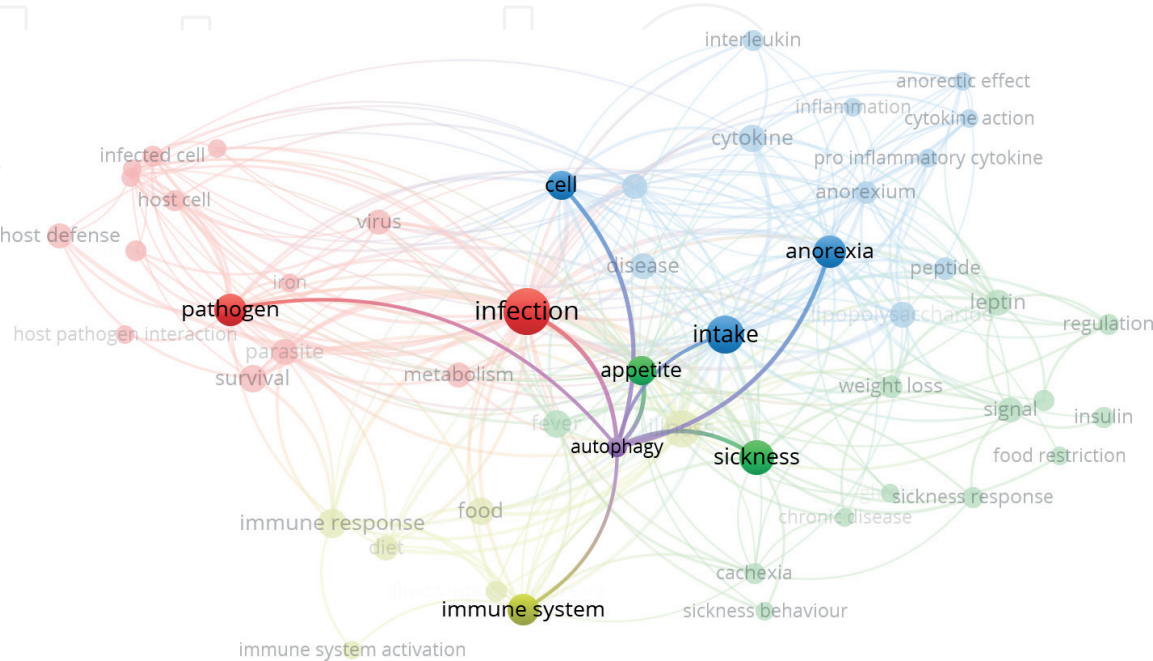 interleukin
anorectic effect
inflammation
cytokine action
cytokine
infected cell
pro inflammatory cytokine
cell
anorexium
host cell
virus
host defense
anorexia
disease
peptide
iron
leptin
pathogen
infection
lipopolysaccharide
regulation
host pathogen interaction
intake
parasite
appetite
survival
metabolism
weight loss
signal
insulin
fever
illness
autophagy
sickness
food restriction
sickness response
food
chronic disease
immune response
diet
cachexia
immune system
sickness behaviour
immune system activation